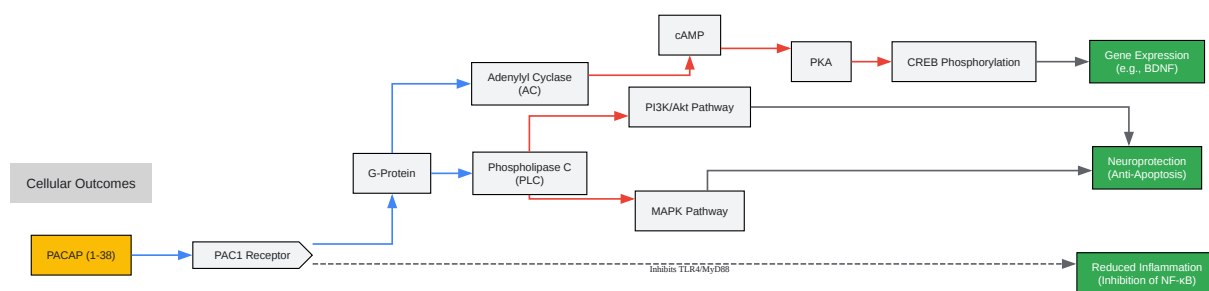 cAMP
Gene Expression
(e.g., BDNF)
PKA
CREB Phosphorylation
Adenylyl Cyclase
(AC)
PI3K/Akt Pathway
Neuroprotection
(Anti-Apoptosis)
G-Protein
Phospholipase C
(PLC)
Cellular Outcomes
MAPK Pathway
PACAP (1-38)
PAC1 Receptor
Inhibits TLR4/MyD88
Reduced Inflammation
(Inhibition of NF-κB)